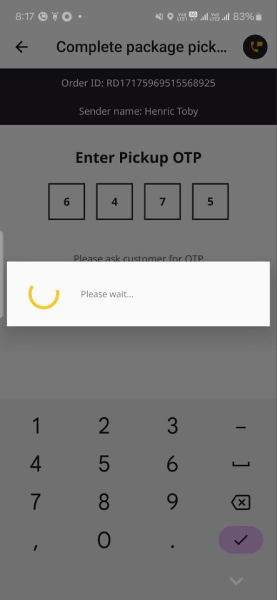 8:17 83%
Complete package pick...
Order ID: RD17175969515568925
Sender name: Henric Toby
Enter Pickup OTP
6 4 7 5
Please ask customer for OTP
Please wait...
1 2 3 –
4 5 6
7 8 9
, 0 .